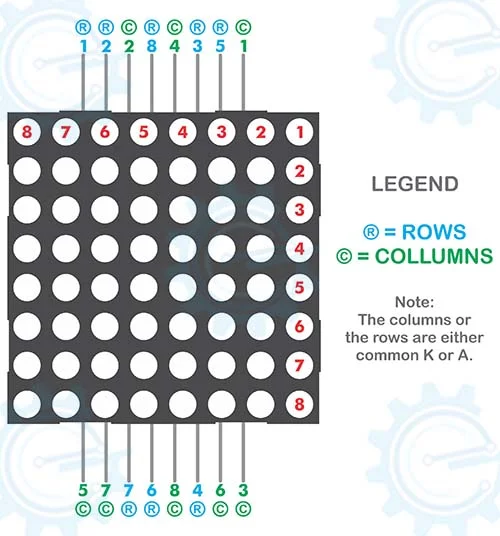 ® ® © ® © ® ® ©
1 2 2 8 4 3 5 1
8 7 6 5 4 3 2 1
2
3
4
5
6
7
8
LEGEND
® = ROWS
© = COLLUMNS
Note:
The columns or
the rows are either
common K or A.
5 7 7 6 8 4 6 3
© © ® ® © ® © ©